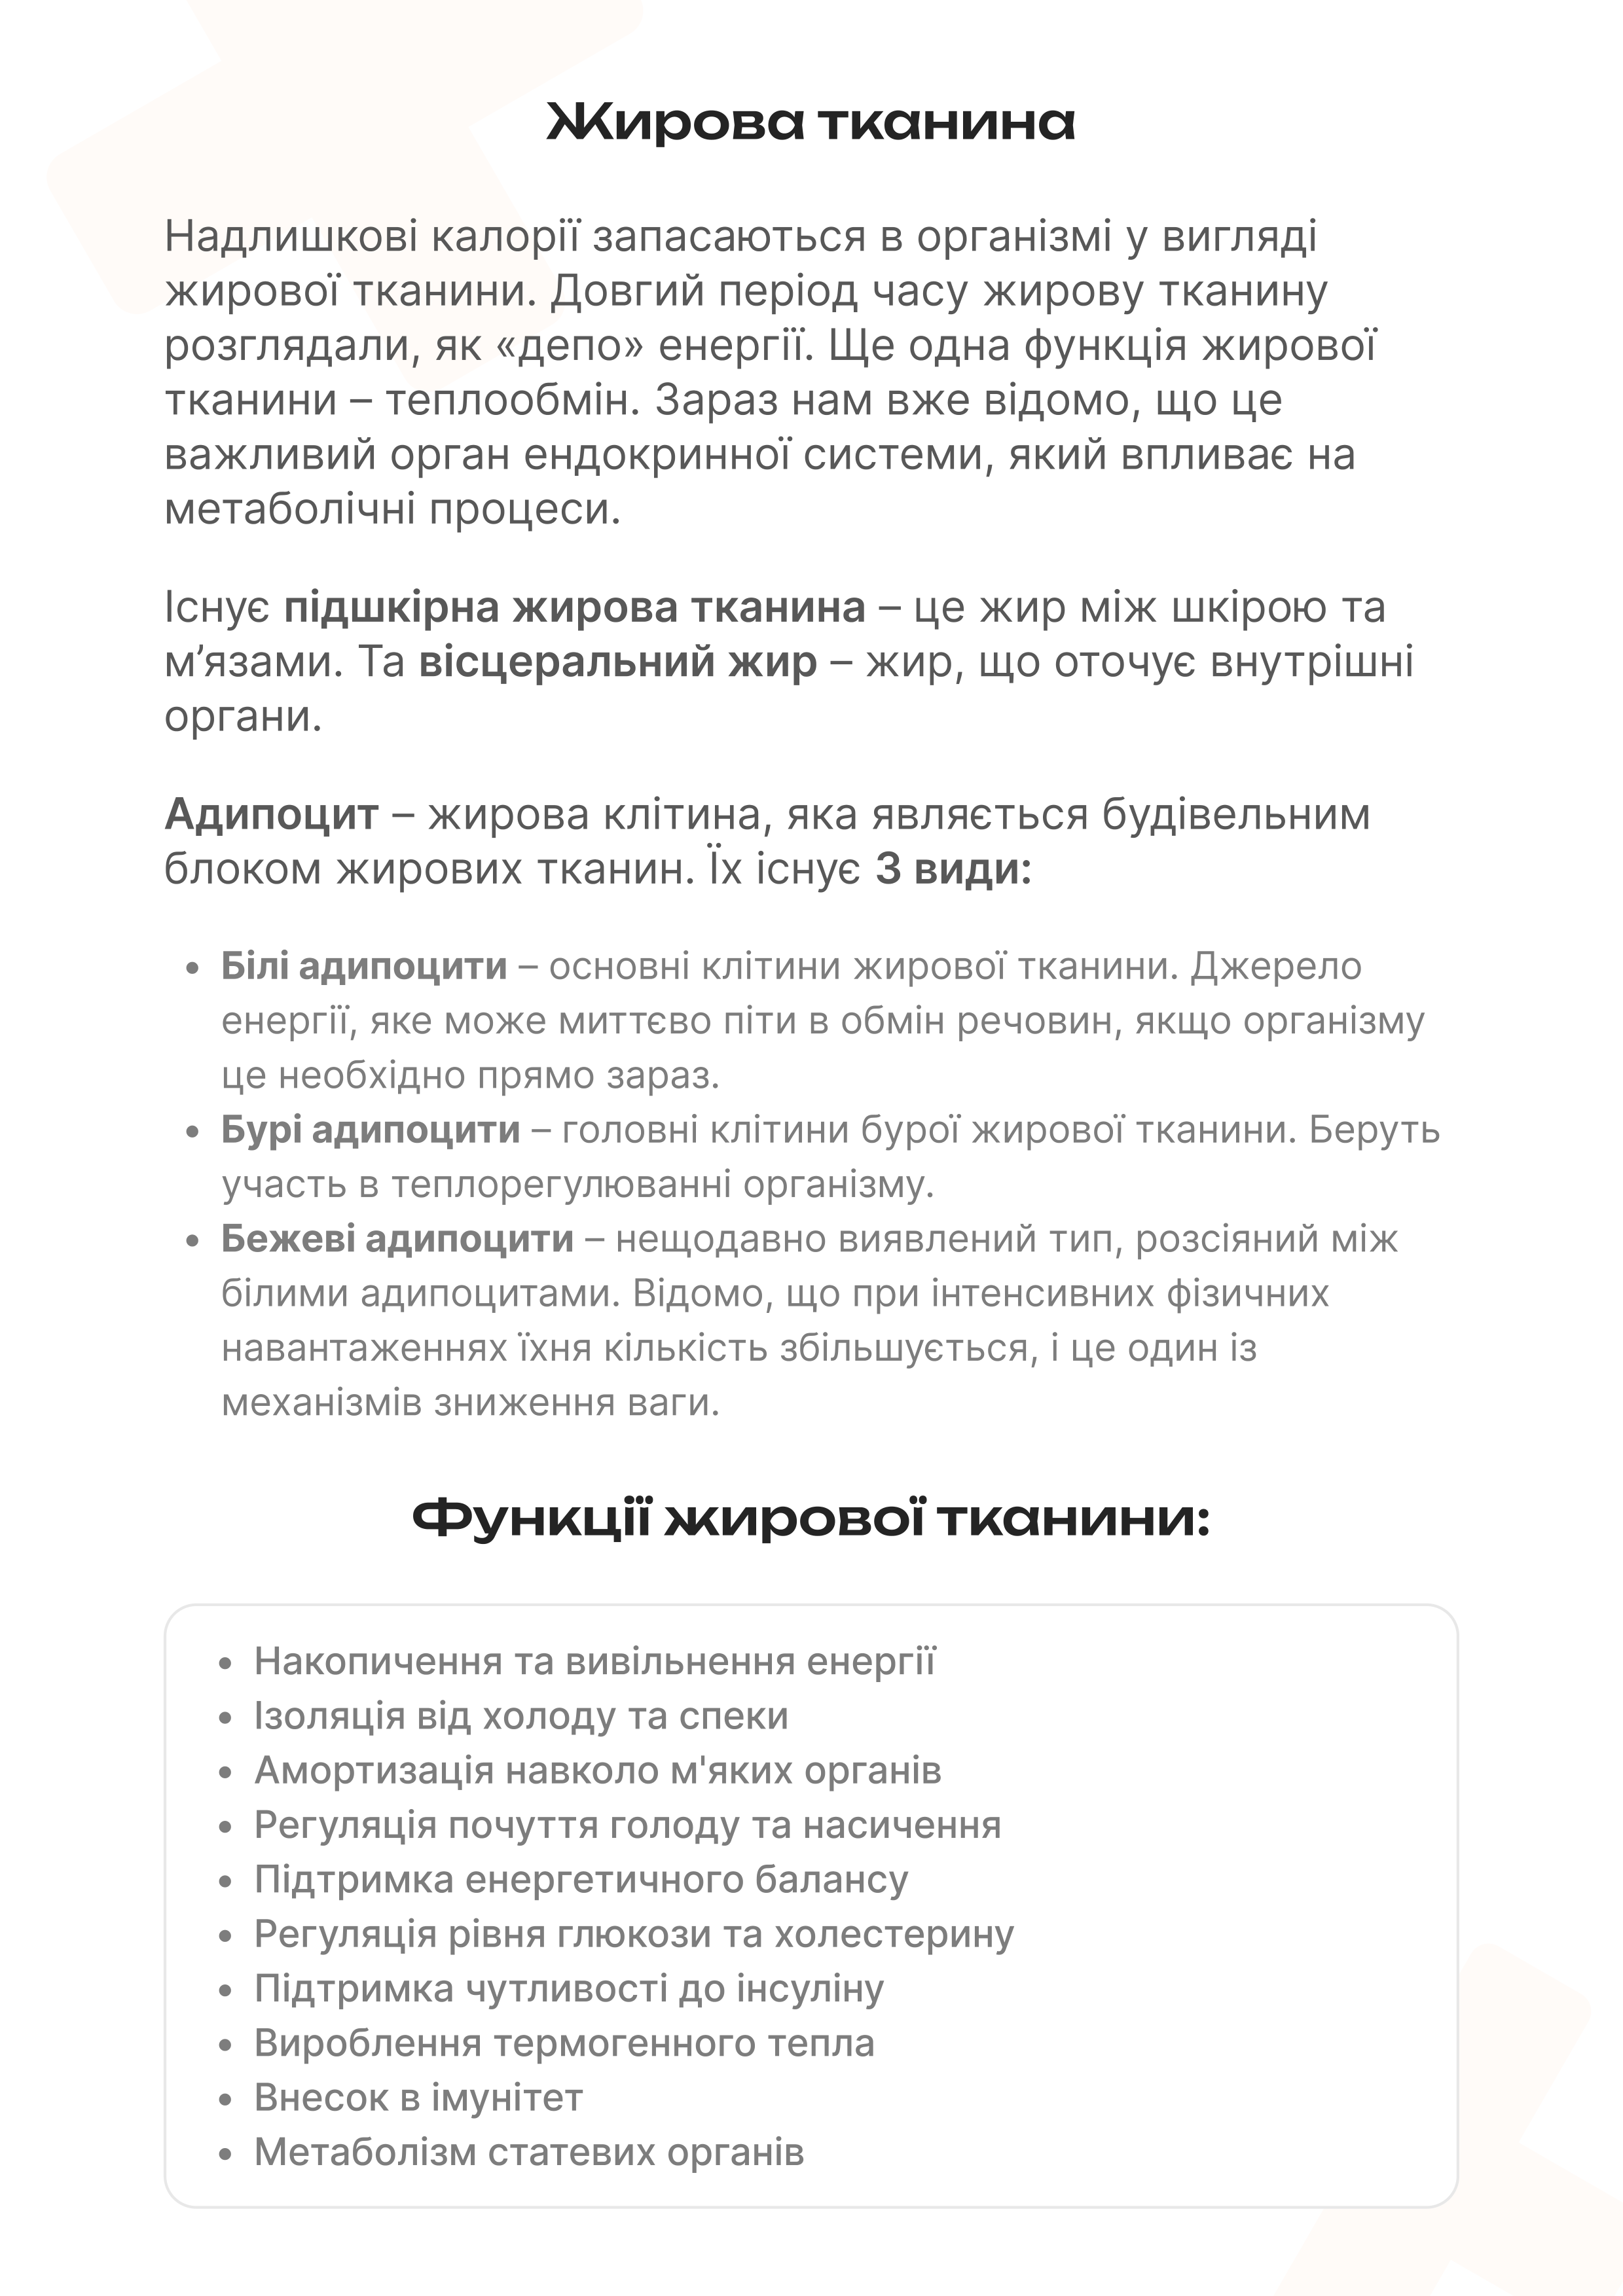 Жирова тканина
Надлишкові калорії запасаються в організмі у вигляді
жирової тканини. Довгий період часу жирову тканину
розглядали, як «депо» енергії. Ще одна функція жирової
тканини – теплообмін. Зараз нам вже відомо, що це
важливий орган ендокринної системи, який впливає на
метаболічні процеси.
Існує підшкірна жирова тканина – це жир між шкірою та
м’язами. Та вісцеральний жир – жир, що оточує внутрішні
органи.
Адипоцит – жирова клітина, яка являється будівельним
блоком жирових тканин. Їх існує 3 види:
• Білі адипоцити – основні клітини жирової тканини. Джерело
енергії, яке може миттєво піти в обмін речовин, якщо організму
це необхідно прямо зараз.
• Бурі адипоцити – головні клітини бурої жирової тканини. Беруть
участь в теплорегулюванні організму.
• Бежеві адипоцити – нещодавно виявлений тип, розсіяний між
білими адипоцитами. Відомо, що при інтенсивних фізичних
навантаженнях їхня кількість збільшується, і це один із
механізмів зниження ваги.
Функції жирової тканини:
• Накопичення та вивільнення енергії
• Ізоляція від холоду та спеки
• Амортизація навколо м'яких органів
• Регуляція почуття голоду та насичення
• Підтримка енергетичного балансу
• Регуляція рівня глюкози та холестерину
• Підтримка чутливості до інсуліну
• Вироблення термогенного тепла
• Внесок в імунітет
• Метаболізм статевих органів